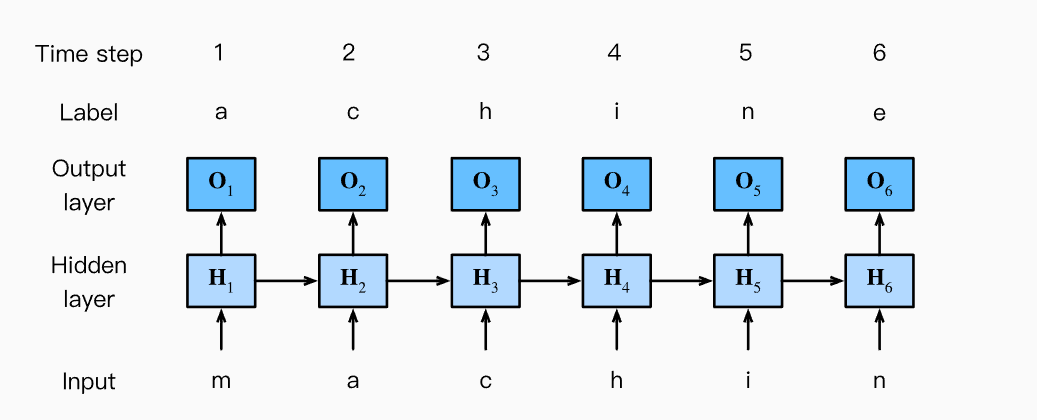 Time step 1 2 3 4 5 6
Label a c h i n e
Output layer O₁ O₂ O₃ O₄ O₅ O₆
Hidden layer H₁ H₂ H₃ H₄ H₅ H₆
Input m a c h i n